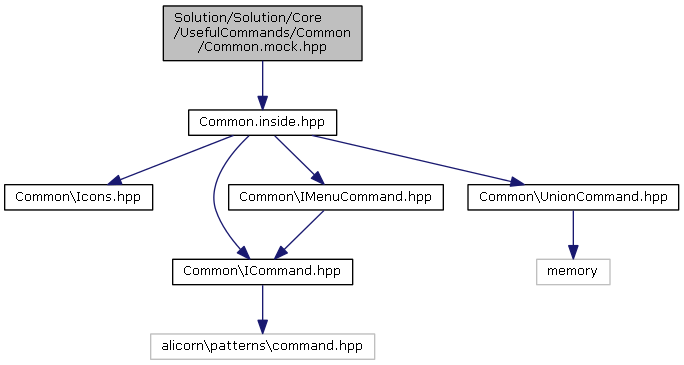 Solution/Solution/Core
/UsefulCommands/Common
/Common.mock.hpp
Common.inside.hpp
Common\Icons.hpp
Common\IMenuCommand.hpp
Common\UnionCommand.hpp
Common\ICommand.hpp
memory
alicorn\patterns\command.hpp